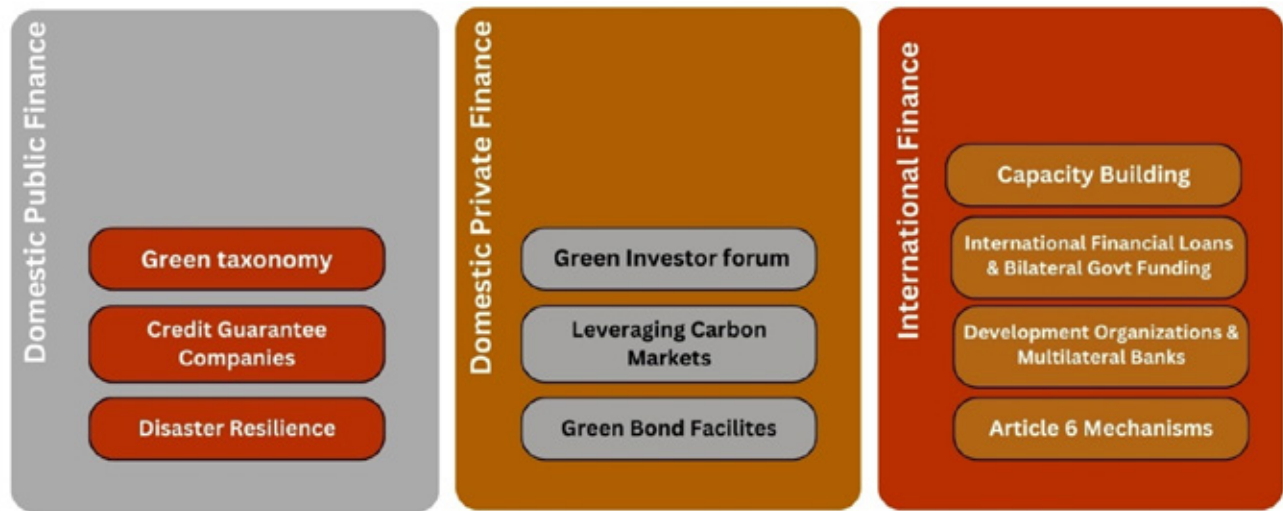 Domestic Public Finance
Green taxonomy
Credit Guarantee
Companies
Disaster Resilience
Domestic Private Finance
Green Investor forum
Leveraging Carbon
Markets
Green Bond Facilites
International Finance
Capacity Building
International Financial Loans
& Bilateral Govt Funding
Development Organizations &
Multilateral Banks
Article 6 Mechanisms